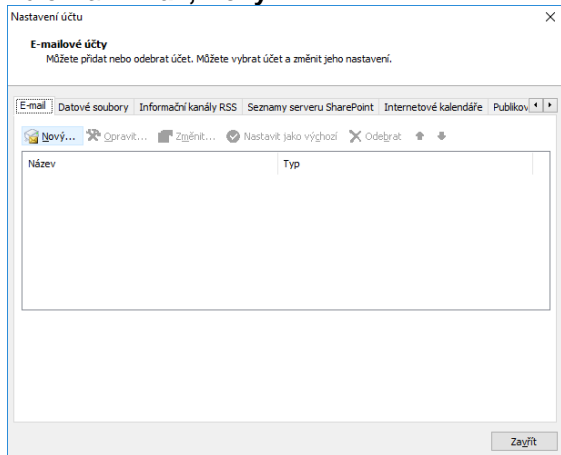 Nastavení účtu
E-mailové účty
Můžete přidat nebo odebrat účet. Můžete vybrat účet a změnit jeho nastavení.
E-mail Datové soubory Informační kanály RSS Seznamy serveru SharePoint Internetové kalendáře Publikov
Nový... Opravit... Změnit... Nastavit jako výchozí Odebrat
Název Typ
Zavřít